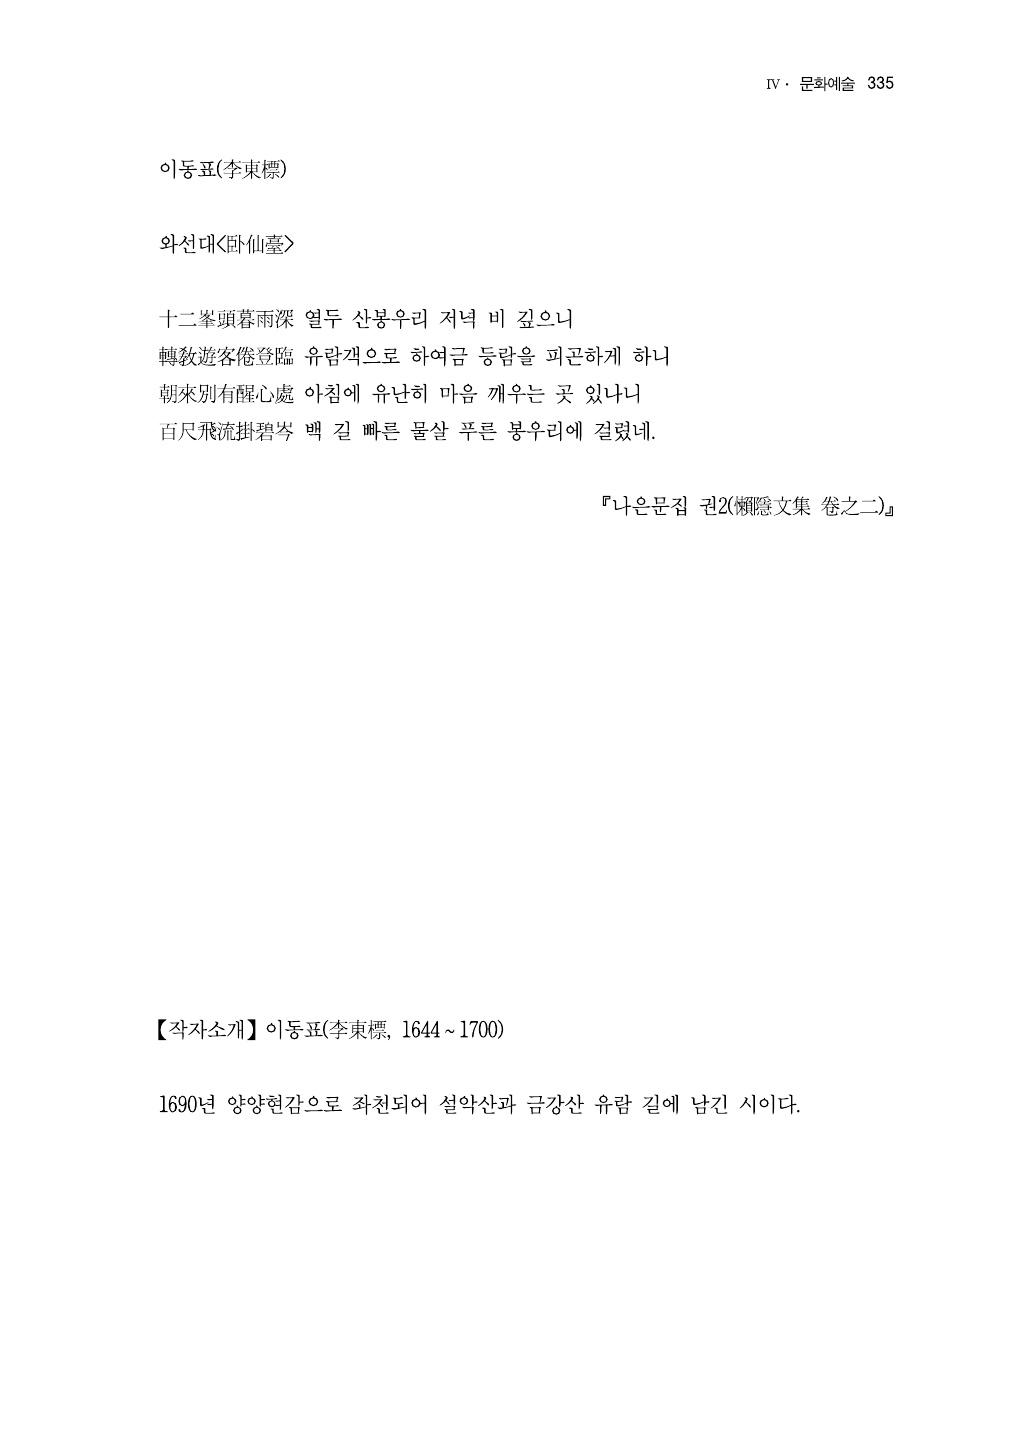 Ⅳ · 문화예술 335
이동표(李東標)
와선대<卧仙臺>
十二峯頭暮雨深 열두 산봉우리 저녁 비 깊으니
轉敎遊客倦登臨 유람객으로 하여금 등람을 피곤하게 하니
朝來別有醒心處 아침에 유난히 마음 깨우는 곳 있나니
百尺飛流掛碧岑 백 길 빠른 물살 푸른 봉우리에 걸렸네.
『나은문집 권2(懶隱文集 卷之二)』
【작자소개】 이동표(李東標, 1644 ~ 1700)
1690년 양양현감으로 좌천되어 설악산과 금강산 유람 길에 남긴 시이다.